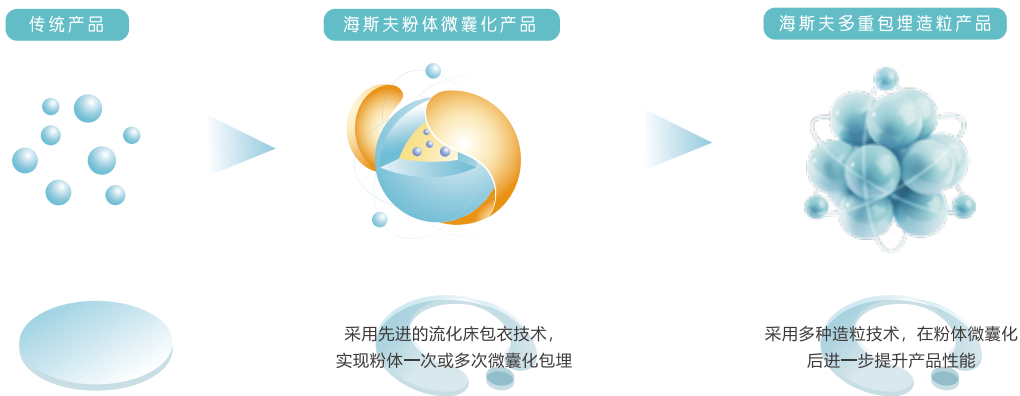 传统产品
海斯夫粉体微囊化产品
海斯夫多重包埋造粒产品
采用先进的流化床包衣技术，
实现粉体一次或多次微囊化包埋
采用多种造粒技术，在粉体微囊化
后进一步提升产品性能